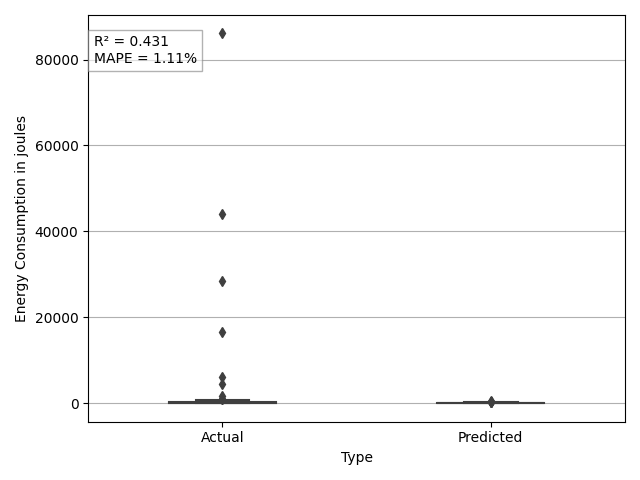 R² = 0.431
MAPE = 1.11%
80000
60000
40000
20000
0
Energy Consumption in joules
Actual
Predicted
Type